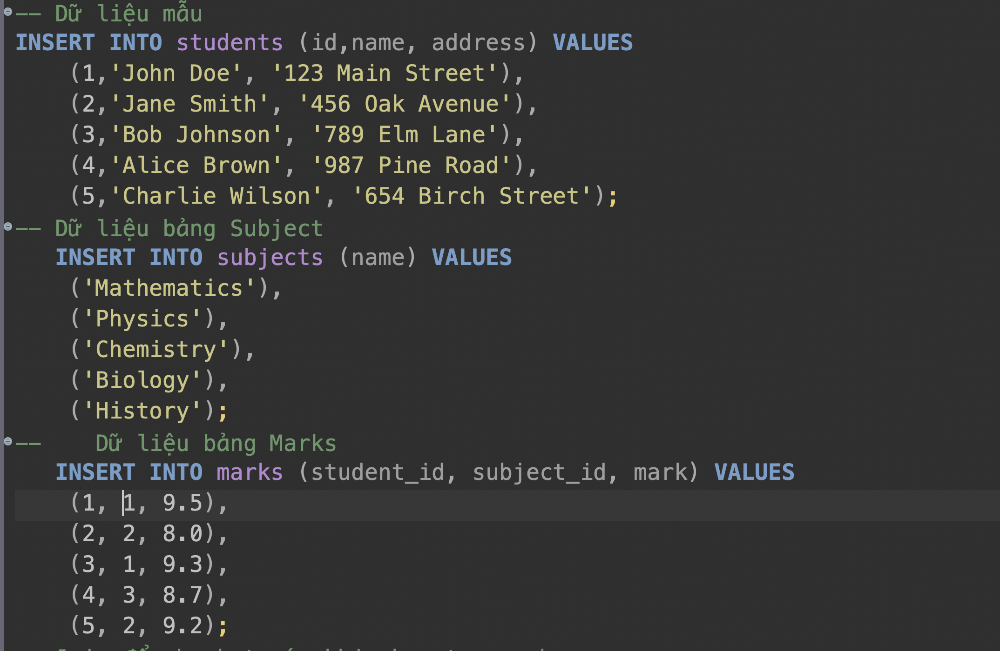 -- Dữ liệu mẫu
INSERT INTO students (id,name, address) VALUES
(1,'John Doe', '123 Main Street'),
(2,'Jane Smith', '456 Oak Avenue'),
(3,'Bob Johnson', '789 Elm Lane'),
(4,'Alice Brown', '987 Pine Road'),
(5,'Charlie Wilson', '654 Birch Street');
-- Dữ liệu bảng Subject
INSERT INTO subjects (name) VALUES
('Mathematics'),
('Physics'),
('Chemistry'),
('Biology'),
('History');
-- Dữ liệu bảng Marks
INSERT INTO marks (student_id, subject_id, mark) VALUES
(1, 1, 9.5),
(2, 2, 8.0),
(3, 1, 9.3),
(4, 3, 8.7),
(5, 2, 9.2);